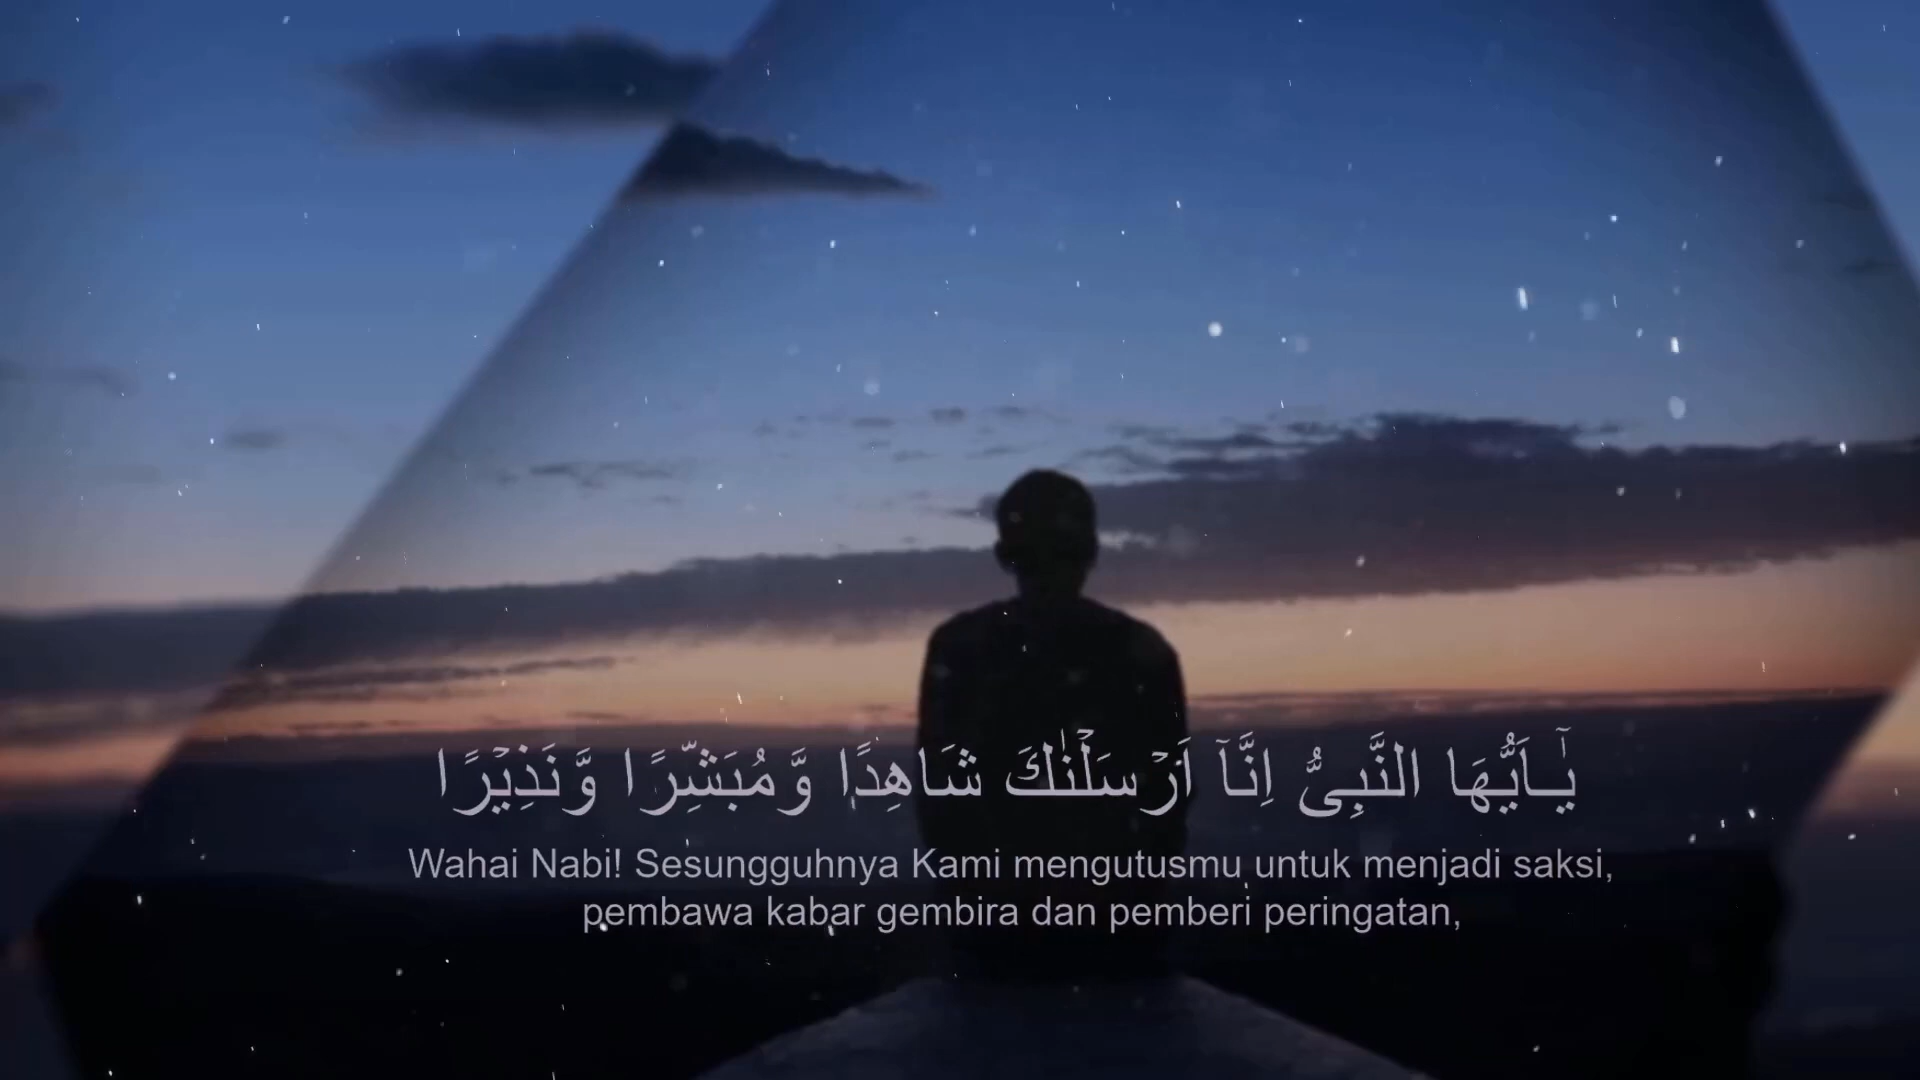 يٰٓاَيُّهَا النَّبِىُّ اِنَّآ اَرْسَلْنٰكَ شَاهِدًا وَّمُبَشِّرًا وَّنَذِيْرًا
Wahai Nabi! Sesungguhnya Kami mengutusmu untuk menjadi saksi,
pembawa kabar gembira dan pemberi peringatan,